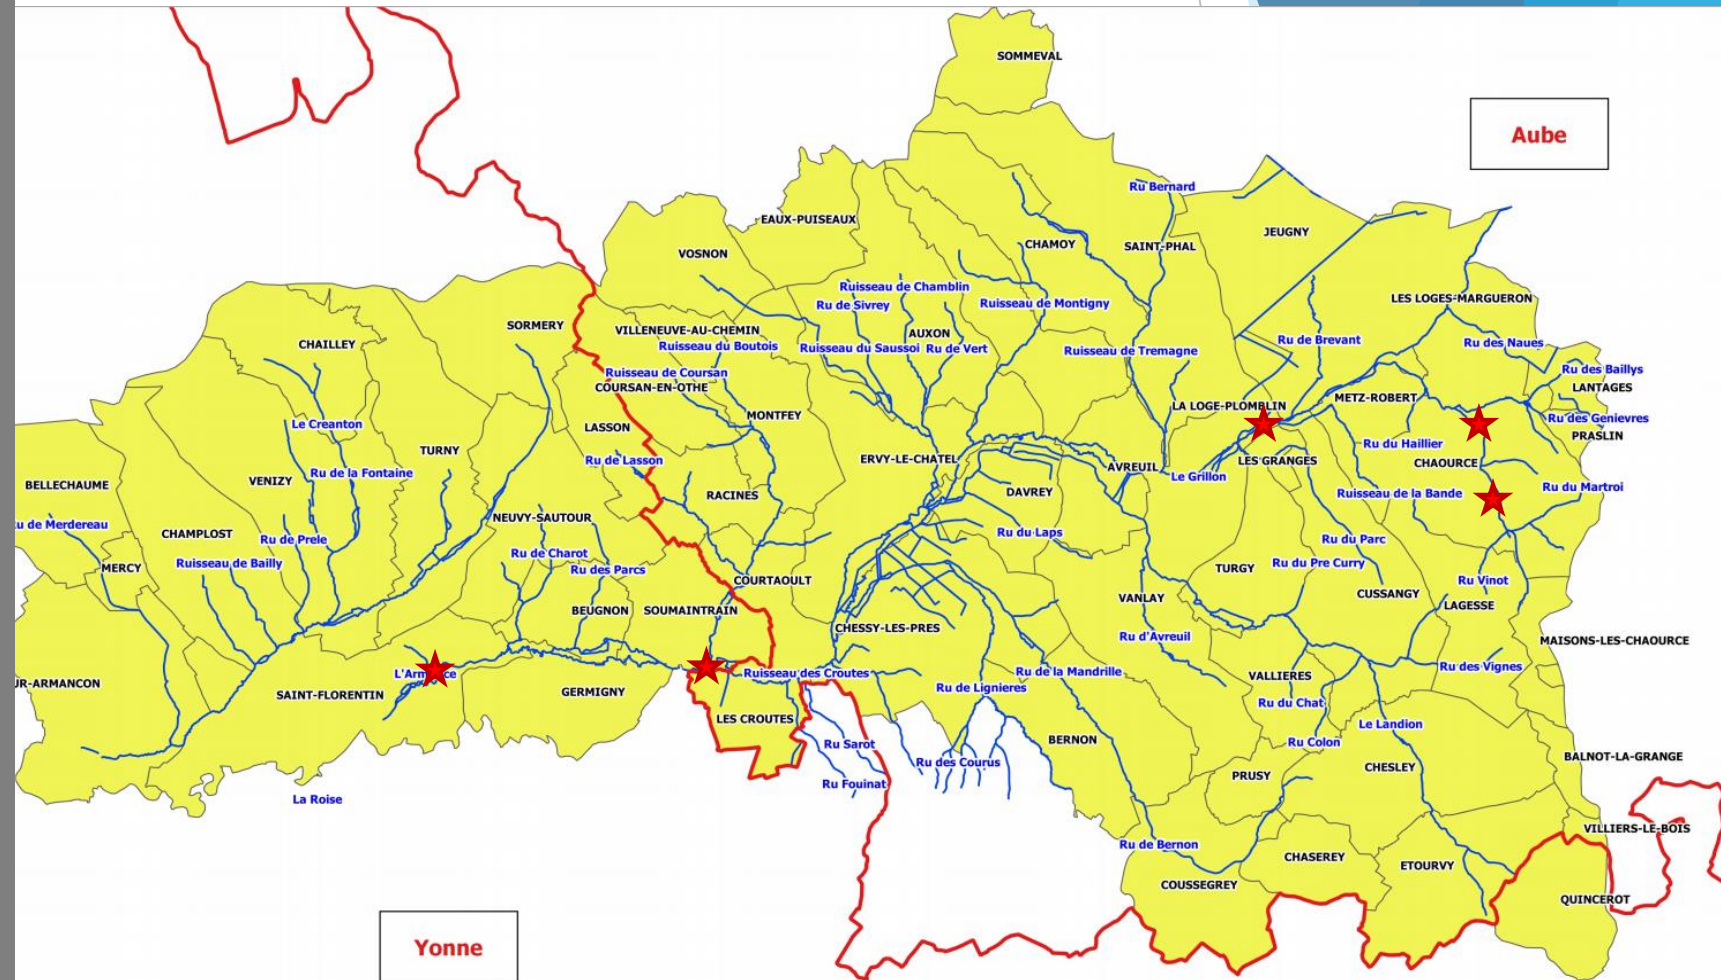 SOMMEVAL
Aube
Ru Bernard
EAUX-PUISEAUX
JEUGNY
CHAMOY
SAINT-PHAL
VOSNON
Ruisseau de Chamblin
LES LOGES-MARGUERON
Ru de Sivrey
Ruisseau de Montigny
SORMERY
VILLENEUVE-AU-CHEMIN
AUXON
CHAILLEY
Ruisseau du Boutois
Ruisseau du Saussoi
Ru de Vert
Ruisseau de Tremagne
Ru de Brevant
Ru des Naues
Ruisseau de Coursan
COURSAN-EN-OTHE
Ru des Baillys
LANTAGES
METZ-ROBERT
LA LOGE-PLOMBLIN
MONTFEY
Le Creanton
LASSON
Ru des Genievres
PRASLIN
TURNY
Ru du Haillier
Ru de Lasson
ERVY-LE-CHATEL
LES GRANGES
CHAOURCE
AVREUIL
Ru de la Fontaine
Le Grillon
VENIZY
BELLECHAUME
RACINES
DAVREY
Ruisseau de la Bande
Ru du Martroi
NEUVY-SAUTOUR
u de Merdereau
CHAMPLOST
Ru de Prele
Ru du Laps
Ru du Parc
Ru de Charot
Ruisseau de Bailly
Ru du Pre Curry
MERCY
Ru des Parcs
TURGY
COURTAOULT
Ru Vinot
CUSSANGY
VANLAY
LAGESSE
BEUGNON
SOUMAINTRAIN
CHESSY-LES-PRES
Ru d'Avreuil
MAISONS-LES-CHAOURCE
Ru des Vignes
L'Arm ce
Ruisseau des Croutes
Ru de la Mandrille
VALLIERES
UR-ARMANCON
SAINT-FLORENTIN
GERMIGNY
Ru de Lignieres
Ru du Chat
LES CROUTES
Le Landion
Ru Sarot
BERNON
Ru Colon
BALNOT-LA-GRANGE
Ru des Courus
CHESLEY
PRUSY
Ru Fouinat
La Roise
VILLIERS-LE-BOIS
Ru de Bernon
CHASEREY
ETOURVY
COUSSEGREY
QUINCEROT
Yonne